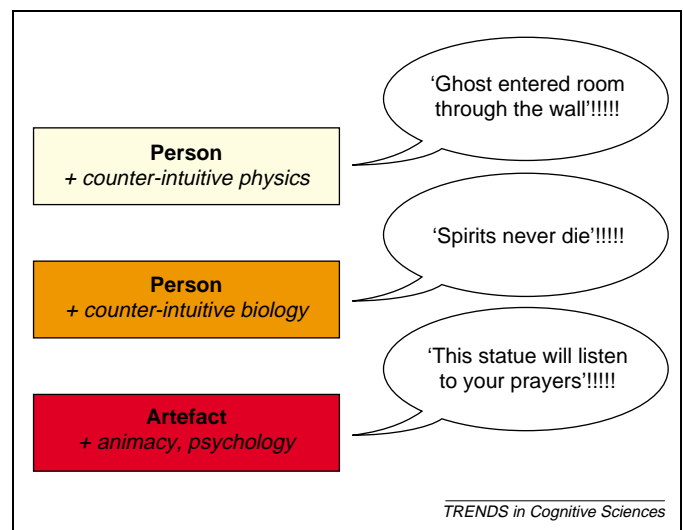 ‘Ghost entered room
through the wall’!!!!!
Person
+ counter-intuitive physics
‘Spirits never die’!!!!!
Person
+ counter-intuitive biology
‘This statue will listen
to your prayers’!!!!!
Artefact
+ animacy, psychology
TRENDS in Cognitive Sciences